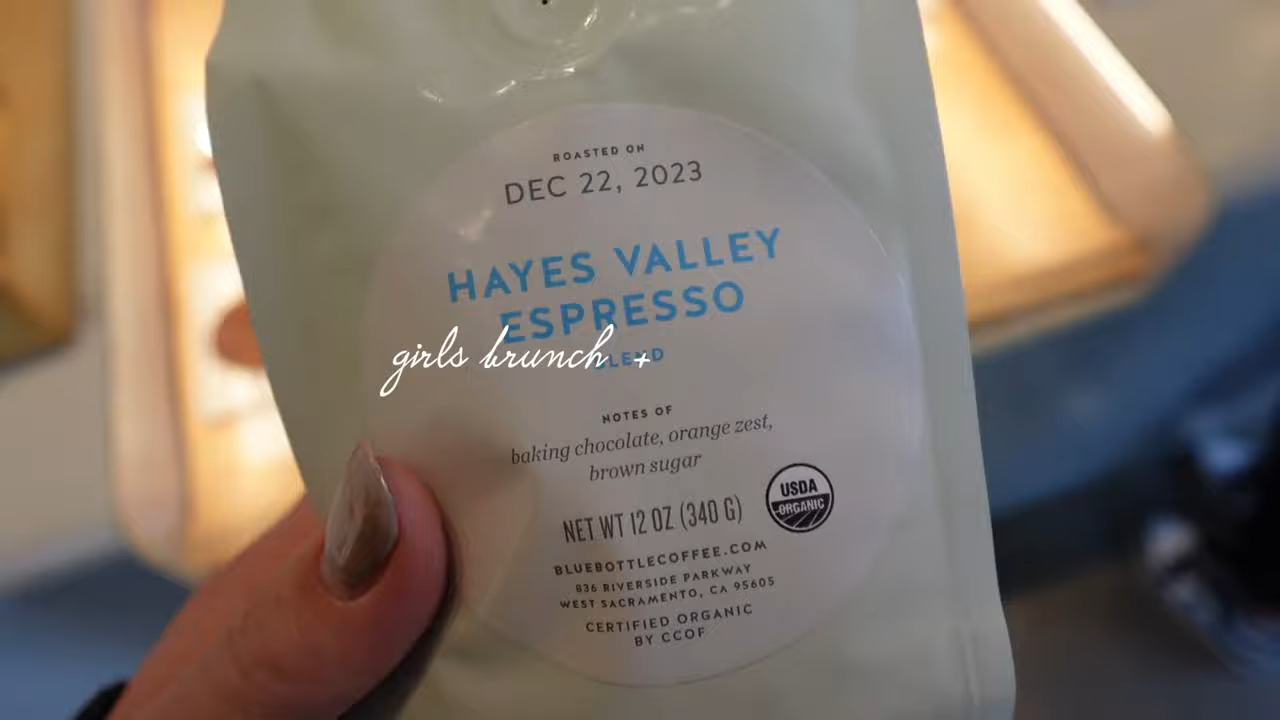 ROASTED ON
DEC 22, 2023
HAYES VALLEY
ESPRESSO
girls brunch +
BLEND
NOTES OF
baking chocolate, orange zest,
brown sugar
NET WT 12 OZ (340 G)
USDA
ORGANIC
BLUEBOTTLECOFFEE.COM
836 RIVERSIDE PARKWAY
WEST SACRAMENTO, CA 95605
CERTIFIED ORGANIC
BY CCOF